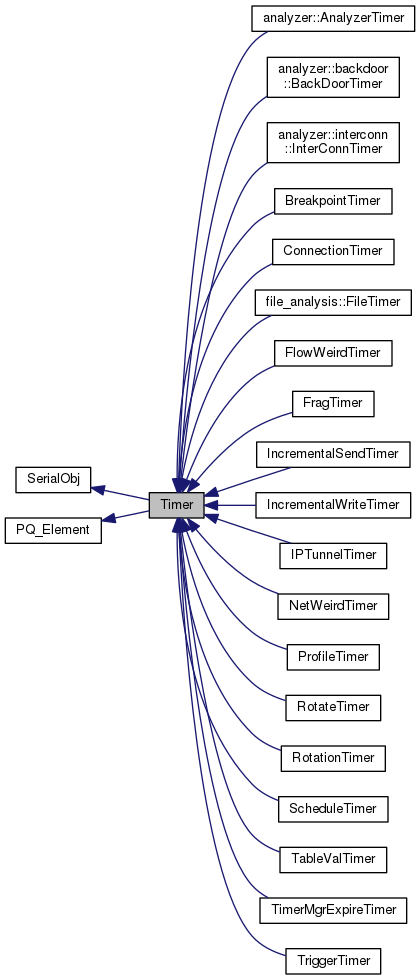 analyzer::AnalyzerTimer
analyzer::backdoor
::BackDoorTimer
analyzer::interconn
::InterConnTimer
BreakpointTimer
ConnectionTimer
file_analysis::FileTimer
FlowWeirdTimer
FragTimer
IncrementalSendTimer
SerialObj
Timer
IncrementalWriteTimer
PQ_Element
IPTunnelTimer
NetWeirdTimer
ProfileTimer
RotateTimer
RotationTimer
ScheduleTimer
TableValTimer
TimerMgrExpireTimer
TriggerTimer